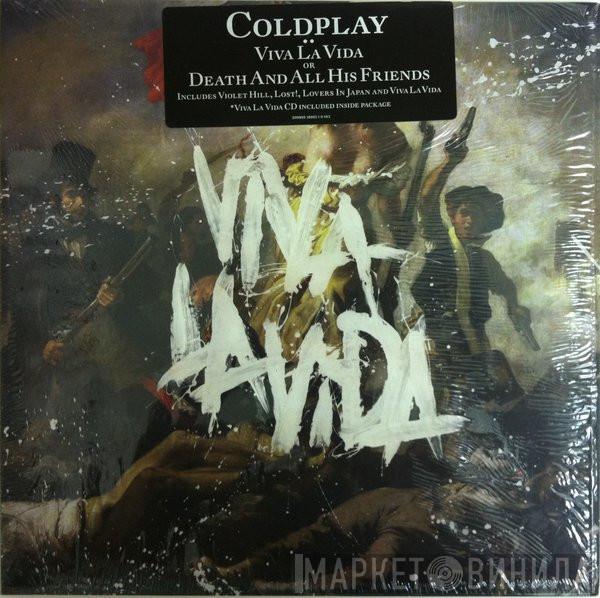 COLDPLAY
VIVA LA VIDA
OR
DEATH AND ALL HIS FRIENDS
INCLUDES VIOLET HILL, LOST!, LOVERS IN JAPAN AND VIVA LA VIDA
*VIVA LA VIDA CD INCLUDED INSIDE PACKAGE
VIVA
LA VIDA
МАРКЕТ ВИНИЛА